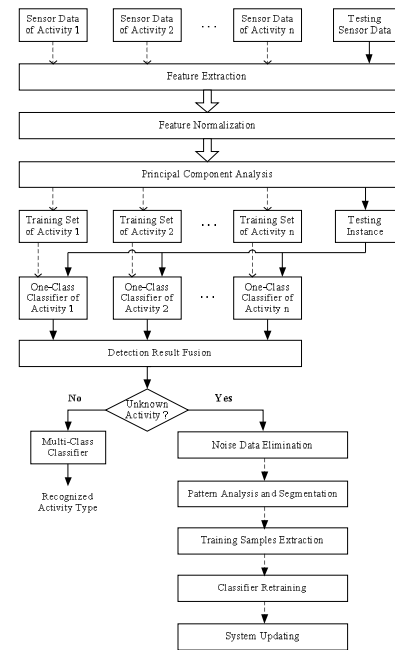 Sensor Data
of Activity 1
Sensor Data
of Activity 2
...
Sensor Data
of Activity n
Testing
Sensor Data
Feature Extraction
Feature Normalization
Principal Component Analysis
Training Set
of Activity 1
Training Set
of Activity 2
...
Training Set
of Activity n
Testing
Instance
One-Class
Classifier of
Activity 1
One-Class
Classifier of
Activity 2
...
One-Class
Classifier of
Activity n
Detection Result Fusion
No
Unknown
Activity?
Yes
Multi-Class
Classifier
Recognized
Activity Type
Noise Data Elimination
Pattern Analysis and Segmentation
Training Samples Extraction
Classifier Retraining
System Updating